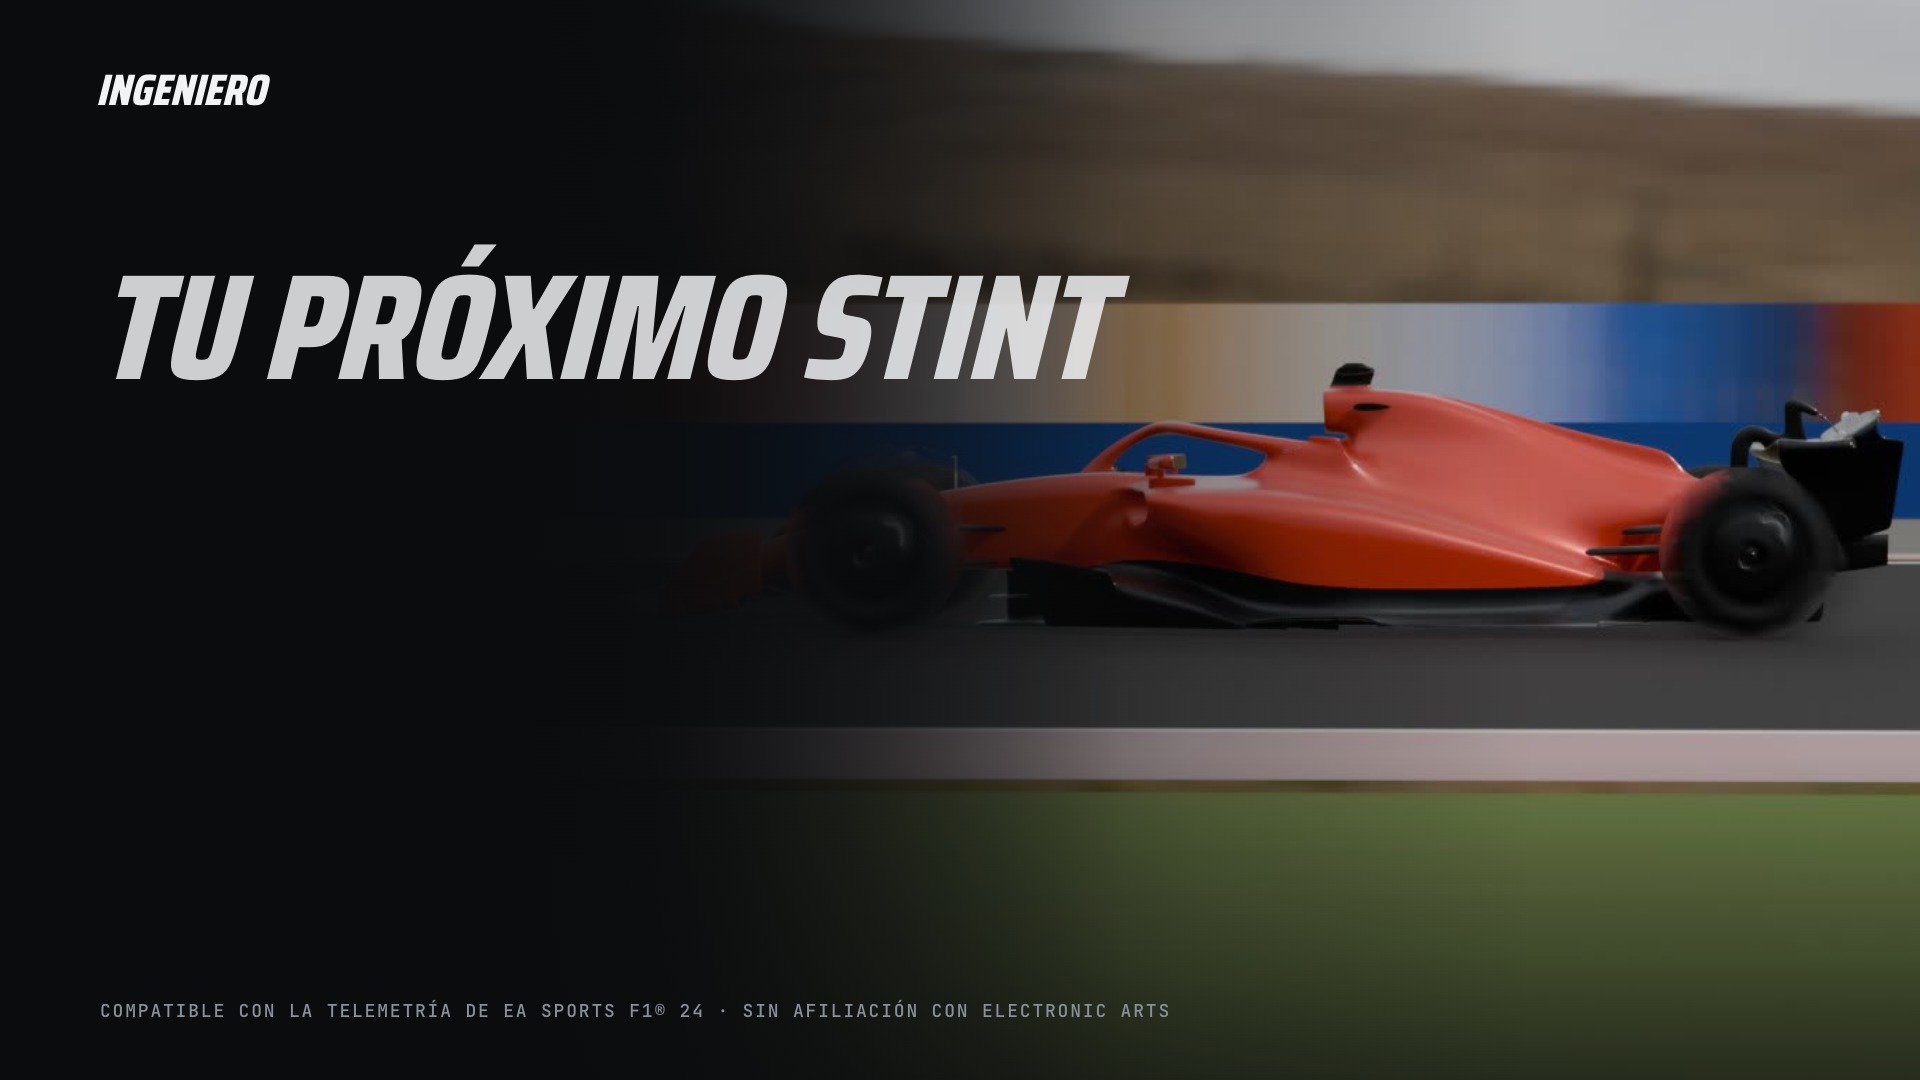 INGENIERO
TU PRÓXIMO STINT
COMPATIBLE CON LA TELEMETRÍA DE EA SPORTS F1® 24 · SIN AFILIACIÓN CON ELECTRONIC ARTS